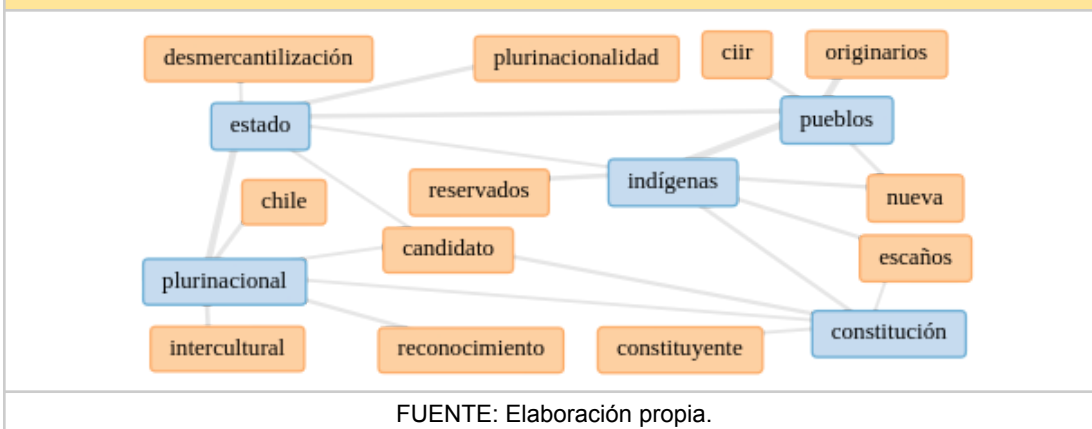 desmercantilización
plurinacionalidad
ciir
originarios
estado
pueblos
indígenas
reservados
chile
nueva
candidato
escaños
plurinacional
constitución
intercultural
reconocimiento
constituyente
FUENTE: Elaboración propia.